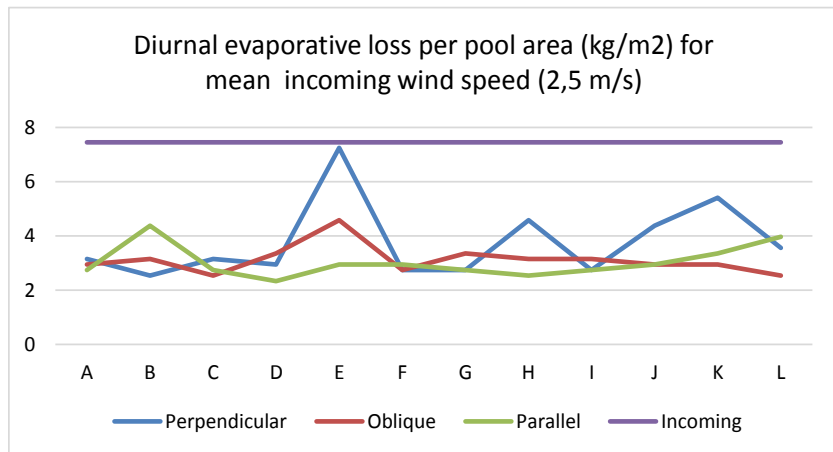 Diurnal evaporative loss per pool area (kg/m2) for
mean incoming wind speed (2,5 m/s)
8
6
4
2
0
A B C D E F G H I J K L
Perpendicular Oblique Parallel Incoming